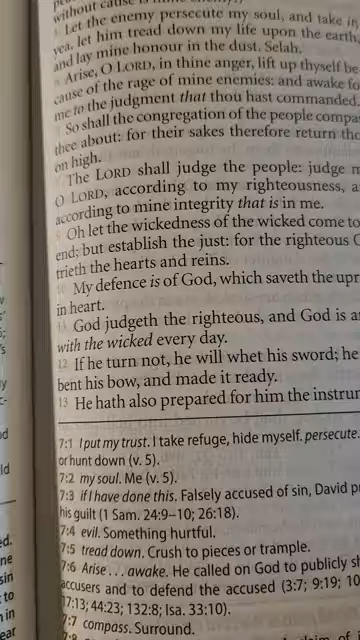 without cause is mine enemy:
Let the enemy persecute my soul, and take
yea, let him tread down my life upon the earth,
and lay mine honour in the dust. Selah.
6 Arise, O LORD, in thine anger, lift up thyself be
cause of the rage of mine enemies: and awake fo
me to the judgment that thou hast commanded.
So shall the congregation of the people compa
thee about: for their sakes therefore return the
on high.
The LORD shall judge the people: judge m
O LORD, according to my righteousness, a
according to mine integrity that is in me.
9 Oh let the wickedness of the wicked come to
end; but establish the just: for the righteous G
trieth the hearts and reins.
10 My defence is of God, which saveth the upr
in heart.
11 God judgeth the righteous, and God is a
with the wicked every day.
12 If he turn not, he will whet his sword; he
bent his bow, and made it ready.
13 He hath also prepared for him the instrum
7:1 I put my trust. I take refuge, hide myself. persecute.
or hunt down (v. 5).
7:2 my soul. Me (v. 5).
7:3 if I have done this. Falsely accused of sin, David p
his guilt (1 Sam. 24:9–10; 26:18).
7:4 evil. Something hurtful.
7:5 tread down. Crush to pieces or trample.
7:6 Arise . . . awake. He called on God to publicly s
accusers and to defend the accused (3:7; 9:19; 10
17:13; 44:23; 132:8; Isa. 33:10).
7:7 compass. Surround.